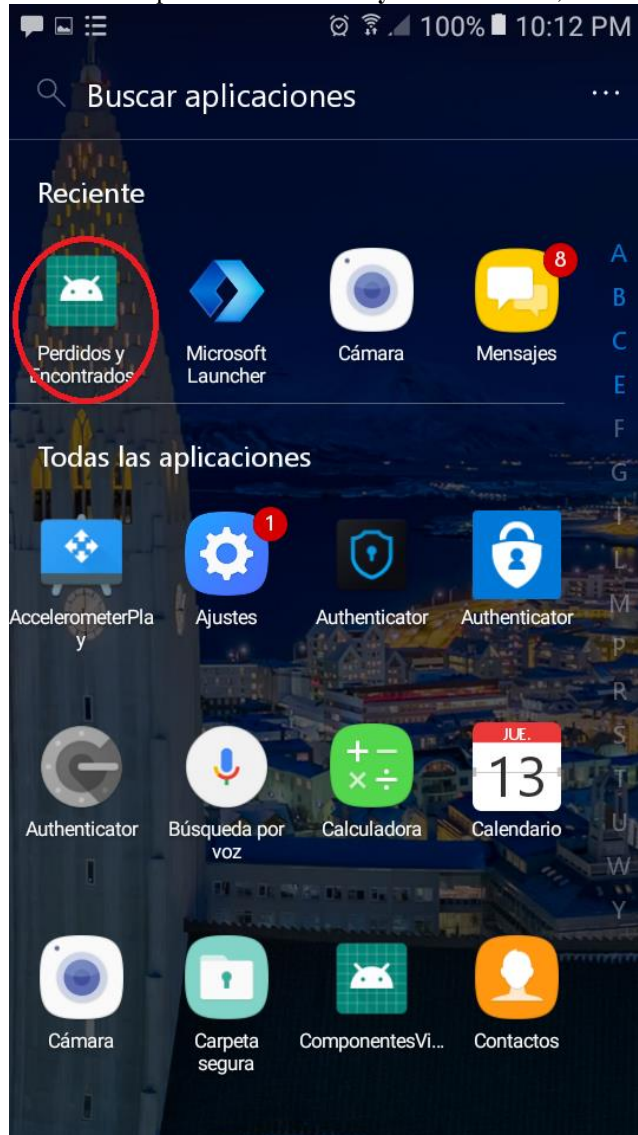 100% 10:12 PM
Buscar aplicaciones
Reciente
8
Perdidos y
Encontrados
Microsoft
Launcher
Cámara
Mensajes
A
B
C
E
F
G
I
L
M
P
R
S
T
U
W
Y
Todas las aplicaciones
1
AccelerometerPla
y
Ajustes
Authenticator
Authenticator
JUE.
13
Authenticator
Búsqueda por
voz
Calculadora
Calendario
Cámara
Carpeta
segura
ComponentesVi...
Contactos